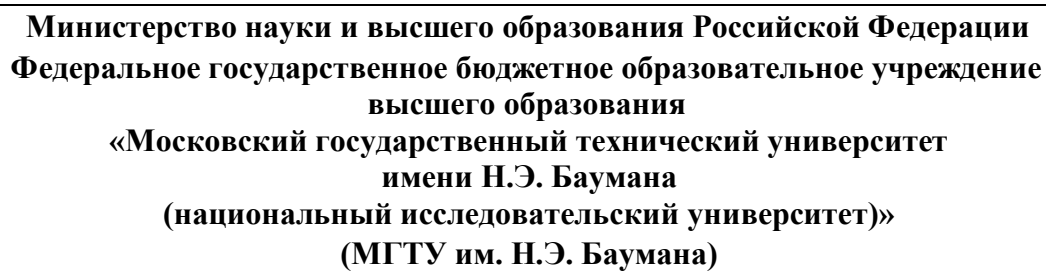 Министерство науки и высшего образования Российской Федерации
Федеральное государственное бюджетное образовательное учреждение
высшего образования
«Московский государственный технический университет
имени Н.Э. Баумана
(национальный исследовательский университет)»
(МГТУ им. Н.Э. Баумана)